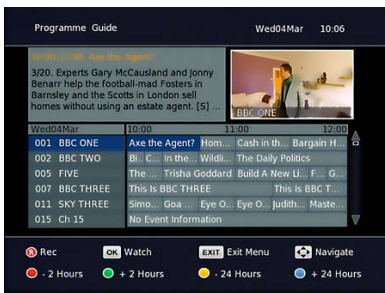 Programme Guide Wed04Mar 10:06
10:00-11:00 Axe the Agent?
3/20. Experts Gary McCausland and Jonny
Benarr help the football-mad Fosters in
Barnsley and the Scotts in London sell
homes without using an estate agent. [S] ...
BBC ONE
Wed04Mar 10:00 11:00 12:00
001 BBC ONE Axe the Agent? Hom... Cash in th... Bargain H...
002 BBC TWO Bi.. C... In the... Wildli... The Daily Politics
005 FIVE The ... Trisha Goddard Build A New Li... F... G...
007 BBC THREE This Is BBC THREE This Is BBC T...
011 SKY THREE Simo... Goa ... Eye O... Eye O... Judith... Maste...
015 Ch 15 No Event Information
R Rec OK Watch EXIT Exit Menu Navigate
- 2 Hours + 2 Hours - 24 Hours + 24 Hours